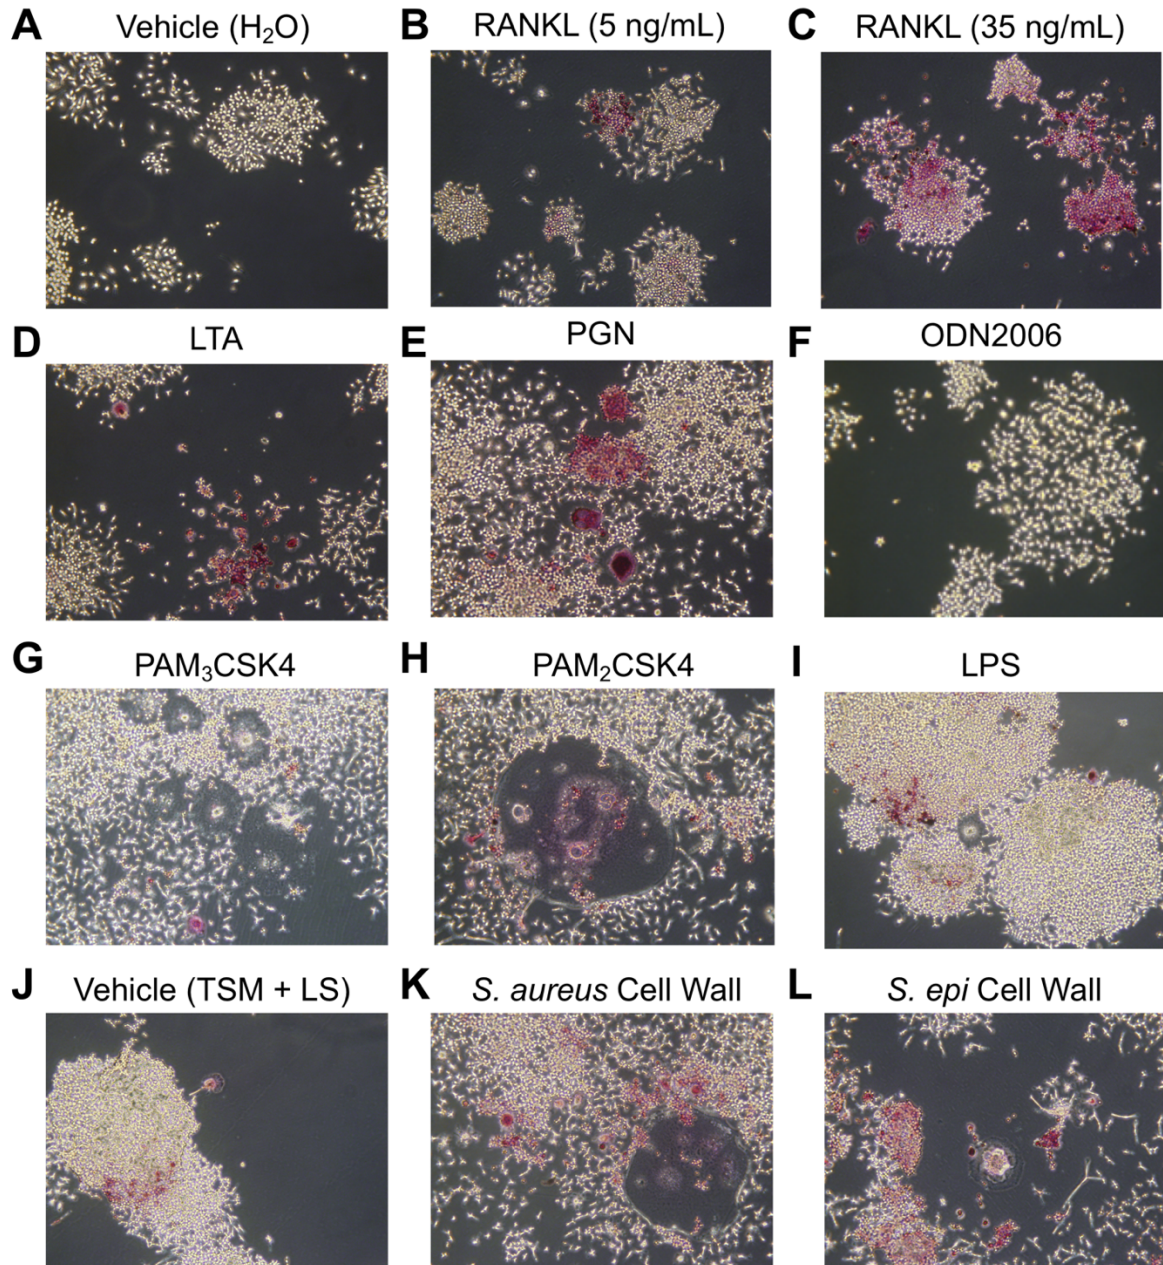 A Vehicle (H₂O)
B RANKL (5 ng/mL)
C RANKL (35 ng/mL)
D LTA
E PGN
F ODN2006
G PAM₃CSK4
H PAM₂CSK4
I LPS
J Vehicle (TSM + LS)
K S. aureus Cell Wall
L S. epi Cell Wall